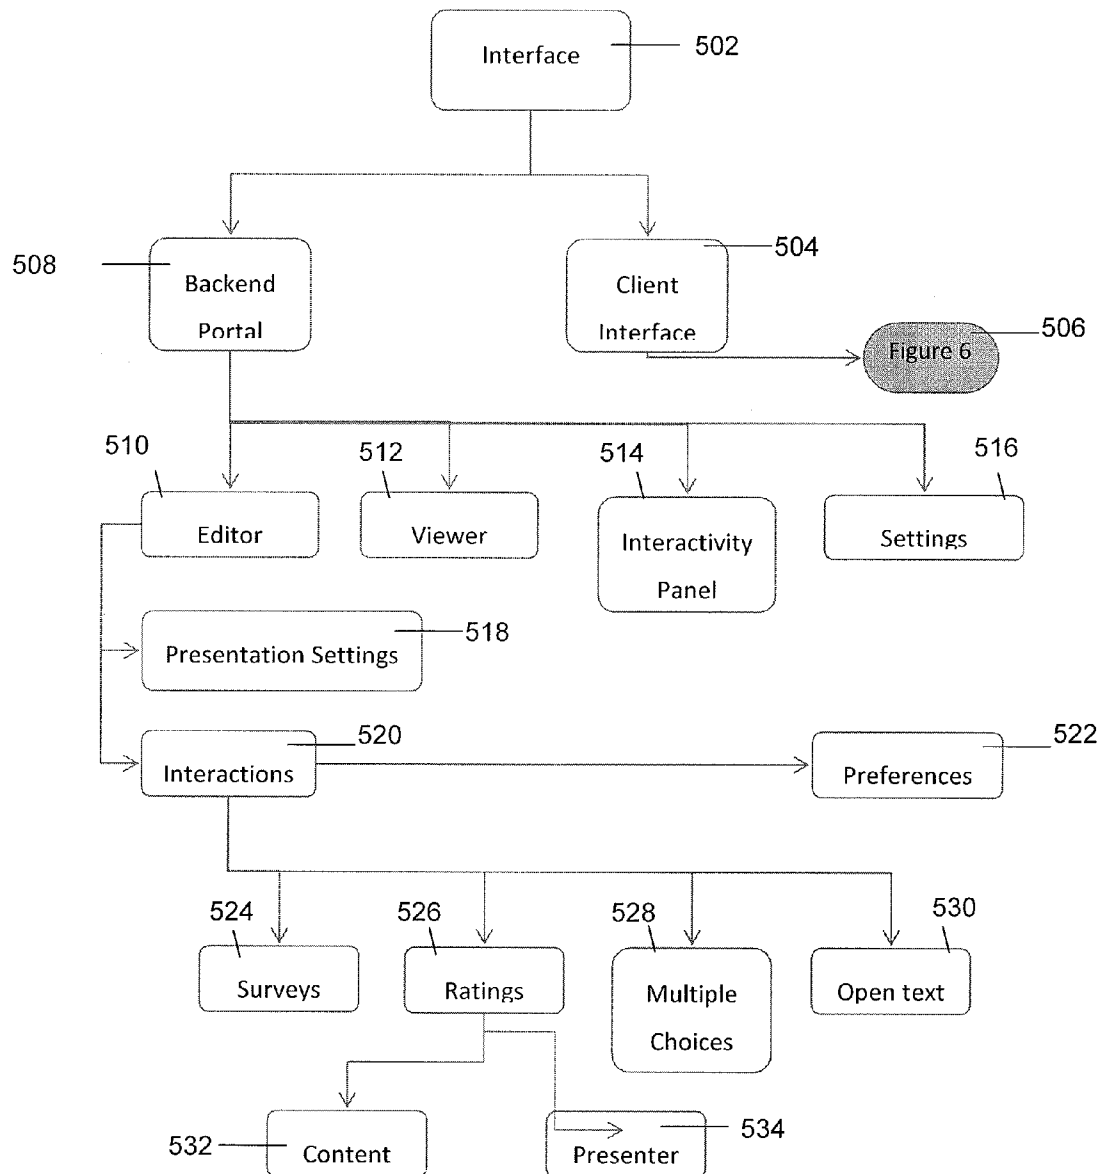 Interface
502
508
Backend
Portal
504
Client
Interface
506
Figure 6
510
Editor
512
Viewer
514
Interactivity
Panel
516
Settings
518
Presentation Settings
520
Interactions
522
Preferences
524
Surveys
526
Ratings
528
Multiple
Choices
530
Open text
532
Content
534
Presenter